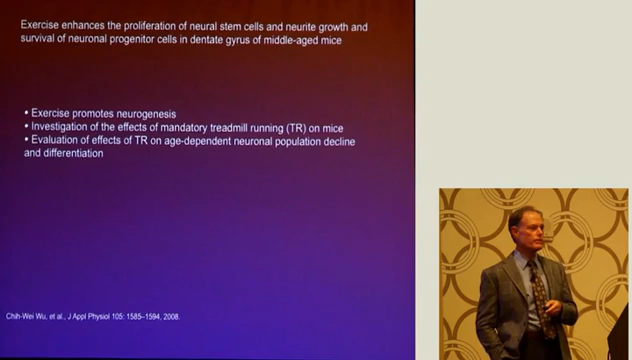 Exercise enhances the proliferation of neural stem cells and neurite growth and
survival of neuronal progenitor cells in dentate gyrus of middle-aged mice
• Exercise promotes neurogenesis
• Investigation of the effects of mandatory treadmill running (TR) on mice
• Evaluation of effects of TR on age-dependent neuronal population decline
and differentiation
Chih-Wei Wu, et al., J Appl Physiol 105: 1585–1594, 2008.